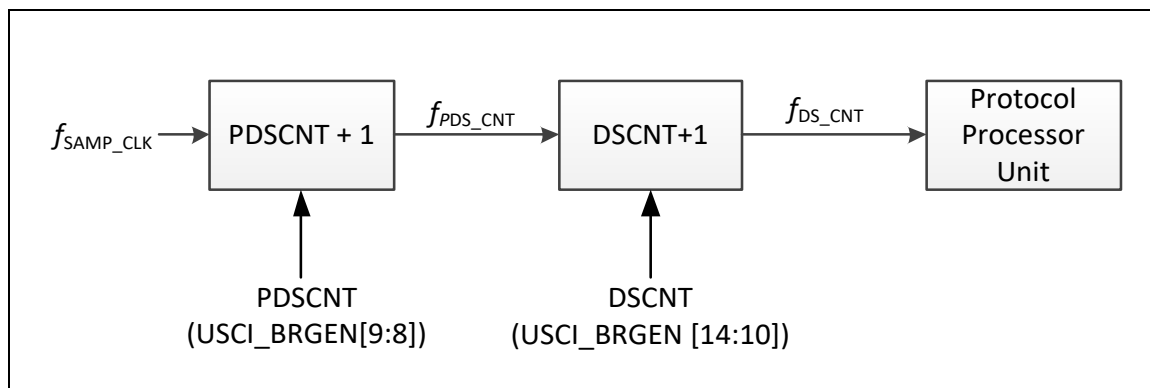 fSAMP_CLK
PDSCNT + 1
fPDS_CNT
DSCNT+1
fDS_CNT
Protocol
Processor
Unit
PDSCNT
(USCI_BRGEN[9:8])
DSCNT
(USCI_BRGEN [14:10])